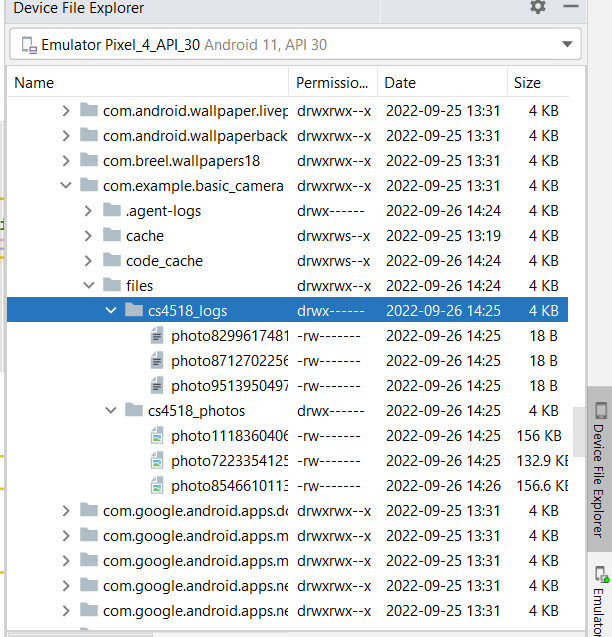 Device File Explorer
Emulator Pixel_4_API_30 Android 11, API 30
Name Permissio... Date Size
com.android.wallpaper.livep drwxrwx--x 2022-09-25 13:31 4 KB
com.android.wallpaperback drwxrwx--x 2022-09-25 13:31 4 KB
com.breel.wallpapers18 drwxrwx--x 2022-09-25 13:31 4 KB
com.example.basic_camera drwxrwx--x 2022-09-25 13:31 4 KB
.agent-logs drwx------ 2022-09-26 14:24 4 KB
cache drwxrws--x 2022-09-25 13:19 4 KB
code_cache drwxrws--x 2022-09-26 14:24 4 KB
files drwxrwx--x 2022-09-26 14:24 4 KB
cs4518_logs drwx------ 2022-09-26 14:25 4 KB
photo8299617481 -rw------- 2022-09-26 14:25 18 B
photo8712702256 -rw------- 2022-09-26 14:25 18 B
photo9513950497 -rw------- 2022-09-26 14:25 18 B
cs4518_photos drwx------ 2022-09-26 14:25 4 KB
photo1118360406 -rw------- 2022-09-26 14:25 156 KB
photo7223354125 -rw------- 2022-09-26 14:25 132.9 KB
photo8546610113 -rw------- 2022-09-26 14:26 156.6 KB
com.google.android.apps.do drwxrwx--x 2022-09-25 13:31 4 KB
com.google.android.apps.m drwxrwx--x 2022-09-25 13:31 4 KB
com.google.android.apps.m drwxrwx--x 2022-09-25 13:31 4 KB
com.google.android.apps.ne drwxrwx--x 2022-09-25 13:31 4 KB
com.google.android.apps.ne drwxrwx--x 2022-09-25 13:31 4 KB
Device File Explorer
Emulator